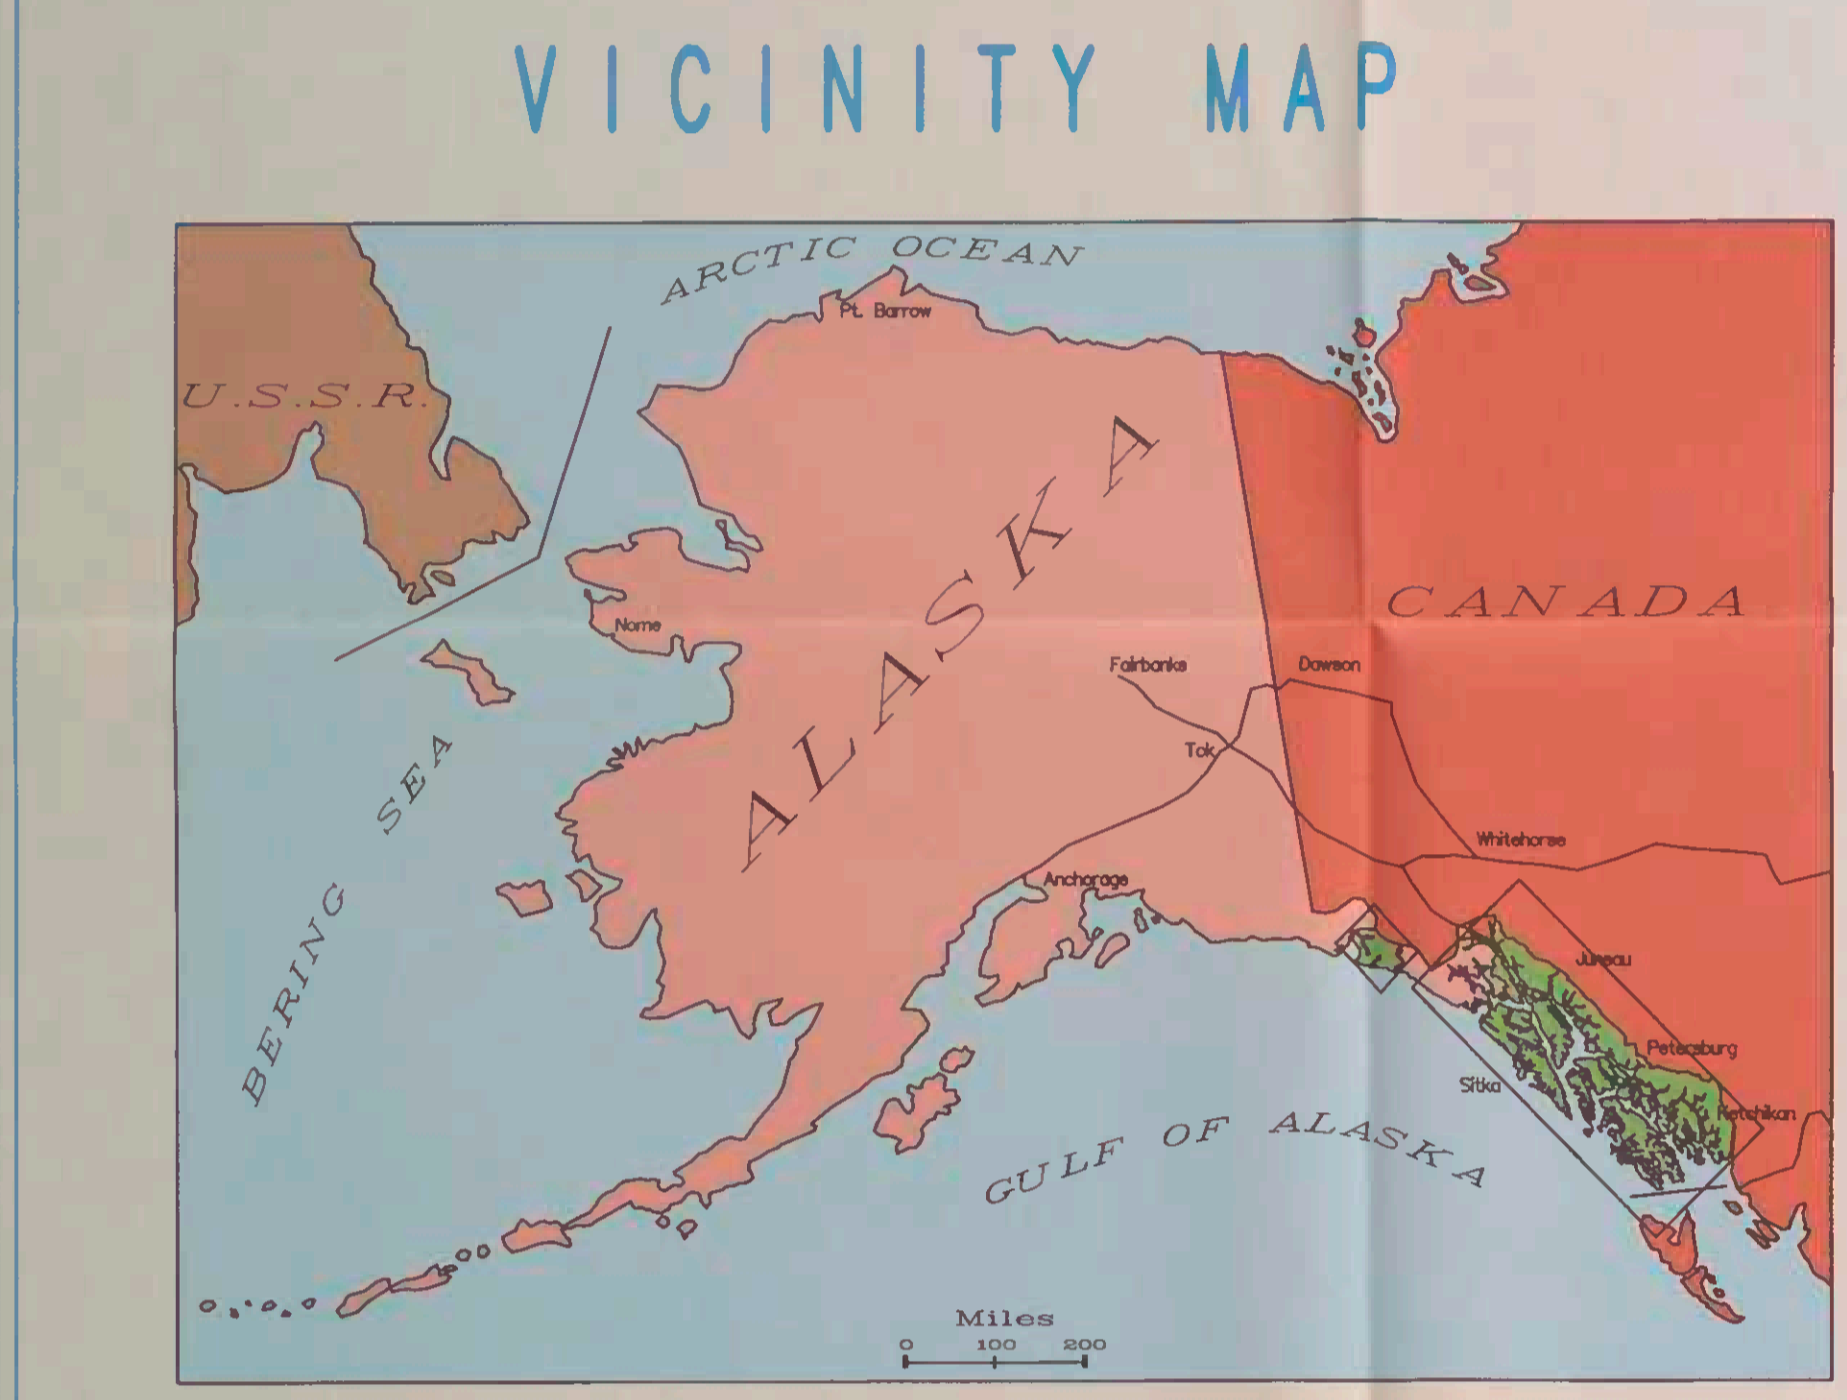 VICINITY MAP
ARCTIC OCEAN
Pt. Barrow
U.S.S.R.
ALASKA
CANADA
Nome
Fairbanks
Dawson
Tok
BERING SEA
Whitehorse
Anchorage
Juneau
Petersburg
Sitka
Ketchikan
GULF OF ALASKA
Miles
0 100 200